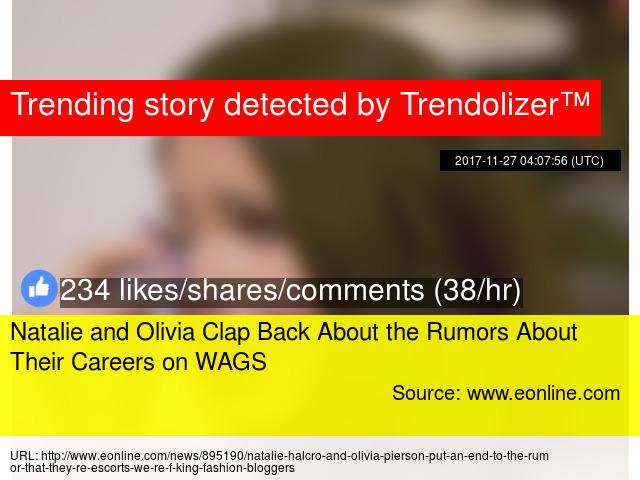 Trending story detected by Trendolizer™
2017-11-27 04:07:56 (UTC)
234 likes/shares/comments (38/hr)
Natalie and Olivia Clap Back About the Rumors About
Their Careers on WAGS
Source: www.eonline.com
URL: http://www.eonline.com/news/895190/natalie-halcro-and-olivia-pierson-put-an-end-to-the-rum
or-that-they-re-escorts-we-re-f-king-fashion-bloggers